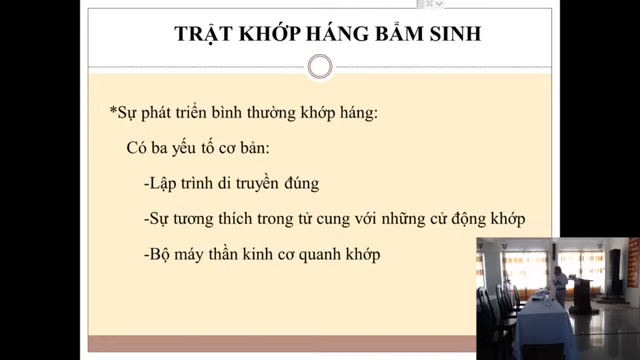 TRẬT KHỚP HÁNG BẨM SINH
*Sự phát triển bình thường khớp háng:
Có ba yếu tố cơ bản:
-Lập trình di truyền đúng
-Sự tương thích trong tử cung với những cử động khớp
-Bộ máy thần kinh cơ quanh khớp